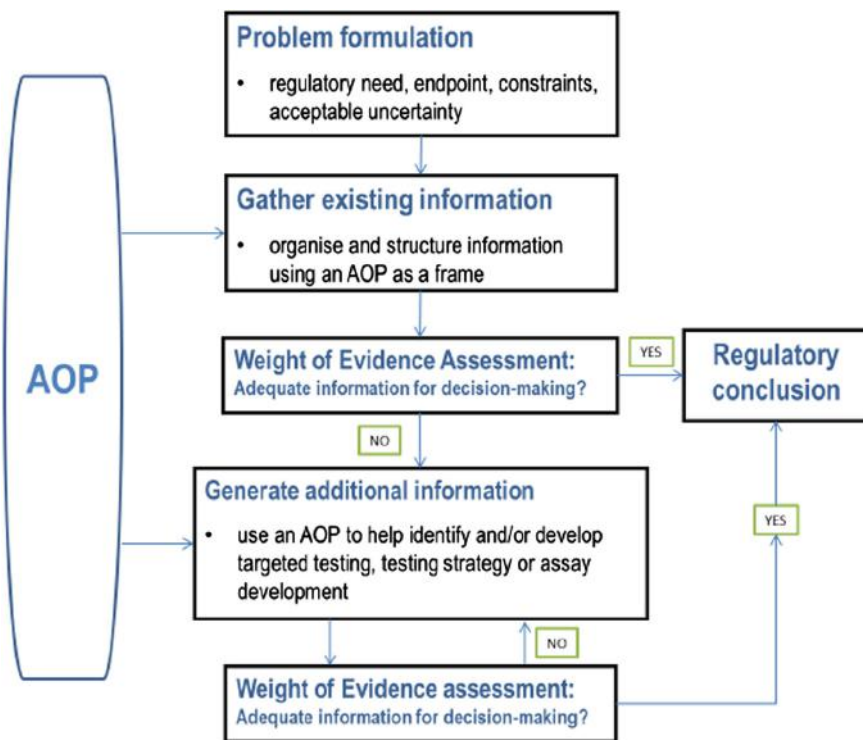 Problem formulation
• regulatory need, endpoint, constraints,
acceptable uncertainty
Gather existing information
• organise and structure information
using an AOP as a frame
AOP
Weight of Evidence Assessment:
Adequate information for decision-making?
YES
Regulatory
conclusion
NO
Generate additional information
• use an AOP to help identify and/or develop
targeted testing, testing strategy or assay
development
YES
NO
Weight of Evidence assessment:
Adequate information for decision-making?